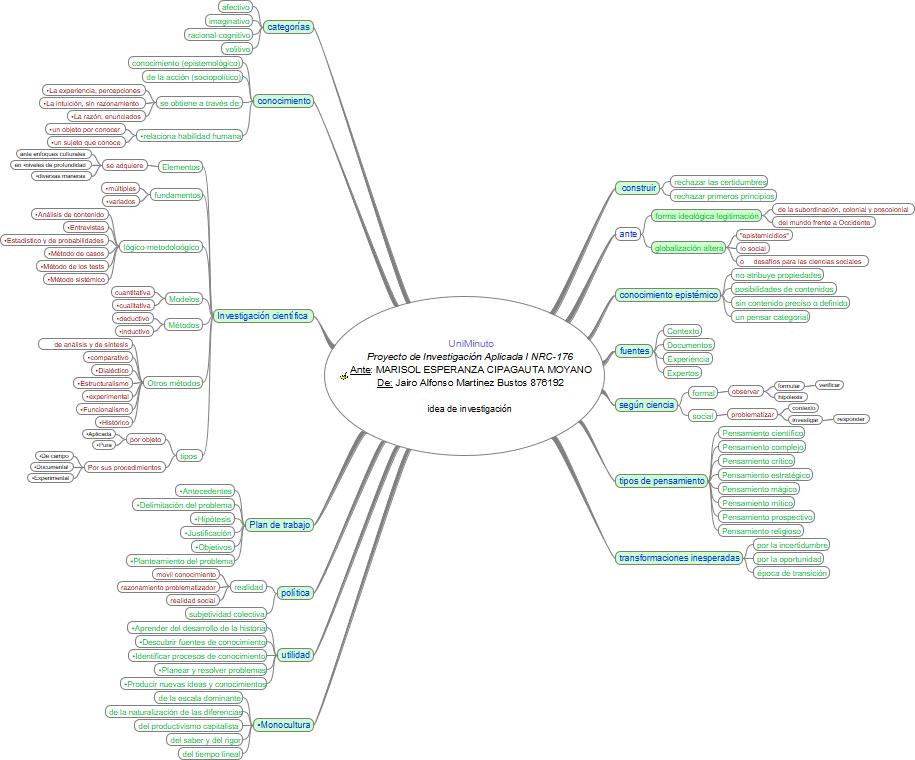 UniMinuto
Proyecto de Investigación Aplicada I NRC-176
Ante: MARISOL ESPERANZA CIPAGAUTA MOYANO
De: Jairo Alfonso Martinez Bustos 876192
idea de investigación
categorías
afectivo
imaginativo
racional-cognitivo
volitivo
conocimiento
conocimiento (epistemológico)
de la acción (sociopolítico)
se obtiene a través de:
•La experiencia, percepciones
•La intuición, sin razonamiento
•La razón, enunciados
•relaciona habilidad humana
•un objeto por conocer
•un sujeto que conoce
Investigación científica
Elementos
se adquiere
ante enfoques culturales
en •niveles de profundidad
•diversas maneras
fundamentos
•múltiples
•variados
lógico-metodológico
•Análisis de contenido
•Entrevistas
•Estadístico y de probabilidades
•Método de casos
•Método de los tests
•Método sistémico
Modelos
cuantitativa
•cualitativa
Métodos
•deductivo
•inductivo
Otros métodos
de análisis y de síntesis
•comparativo
•Dialéctico
•Estructuralismo
•experimental
•Funcionalismo
•Histórico
tipos
por objeto
•Aplicada
•Pura
Por sus procedimientos
•De campo
•Documental
•Experimental
Plan de trabajo
•Antecedentes
•Delimitación del problema
•Hipótesis
•Justificación
•Objetivos
•Planteamiento del problema
política
realidad
movil conocimiento
razonamiento problematizador
realidad social
subjetividad colectiva
utilidad
•Aprender del desarrollo de la historia
•Descubrir fuentes de conocimiento
•Identificar procesos de conocimiento
•Planear y resolver problemas
•Producir nuevas ideas y conocimientos
•Monocultura
de la escala dominante
de la naturalización de las diferencias
del productivismo capitalista
del saber y del rigor
del tiempo lineal
construir
rechazar las certidumbres
rechazar primeros principios
ante
forma ideológica legitimación
de la subordinación, colonial y poscolonial
del mundo frente a Occidente
globalización altera
"epistemicidios"
lo social
o desafíos para las ciencias sociales
conocimiento epistémico
no atribuye propiedades
posibilidades de contenidos
sin contenido preciso o definido
un pensar categorial
fuentes
Contexto
Documentos
Experiencia
Expertos
según ciencia
formal
observar
formular
verificar
hipótesis
social
problematizar
contexto
investigar
responder
tipos de pensamiento
Pensamiento científico
Pensamiento complejo
Pensamiento crítico
Pensamiento estratégico
Pensamiento mágico
Pensamiento mítico
Pensamiento prospectivo
Pensamiento religioso
transformaciones inesperadas
por la incertidumbre
por la oportunidad
época de transición